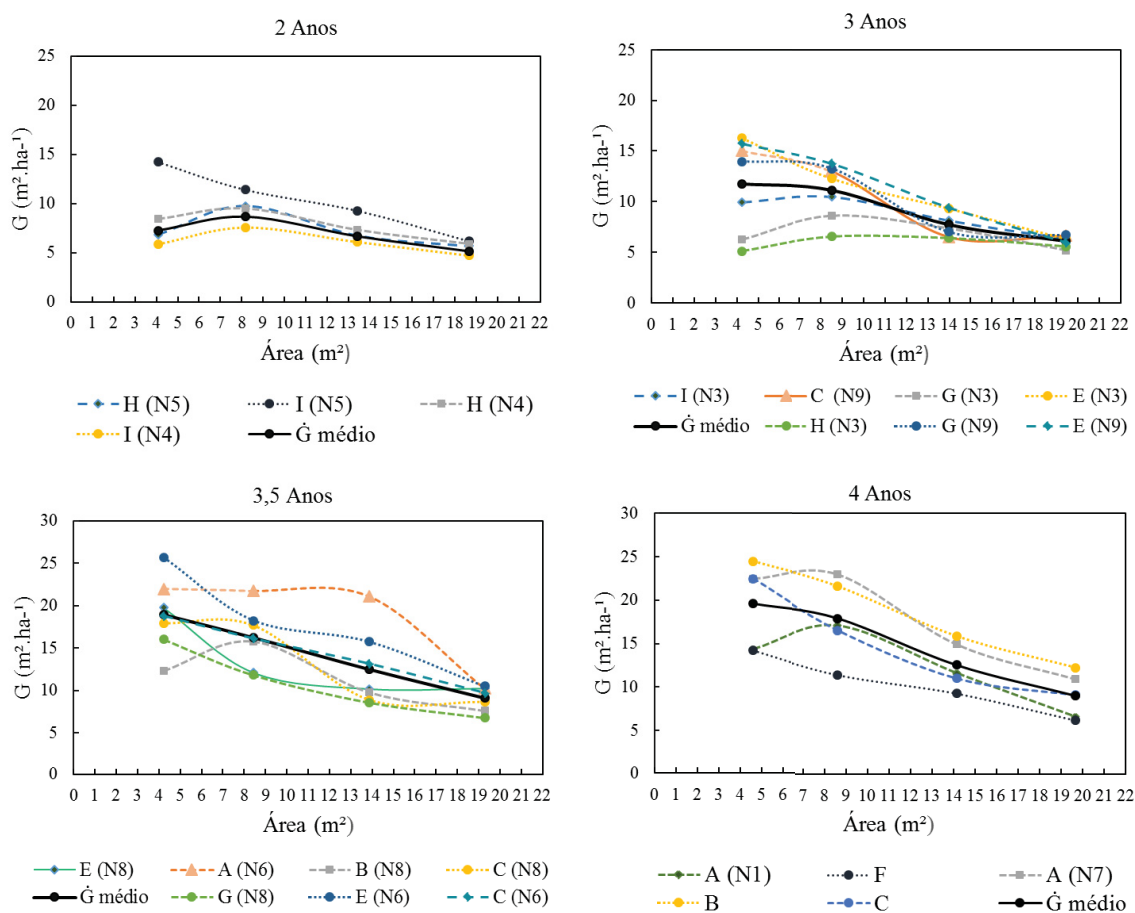 2 Anos
25
20
15
10
5
0
G (m².ha-¹)
0 1 2 3 4 5 6 7 8 9 10 11 12 13 14 15 16 17 18 19 20 21 22
Área (m²)
H (N5) I (N5) H (N4)
I (N4) Ġ médio
3 Anos
25
20
15
10
5
0
G (m².ha-¹)
0 1 2 3 4 5 6 7 8 9 10 11 12 13 14 15 16 17 18 19 20 21 22
Área (m²)
I (N3) C (N9) G (N3) E (N3)
Ġ médio H (N3) G (N9) E (N9)
3,5 Anos
30
25
20
15
10
5
0
G (m².ha-¹)
0 1 2 3 4 5 6 7 8 9 10 11 12 13 14 15 16 17 18 19 20 21 22
Área (m²)
E (N8) A (N6) B (N8) C (N8)
Ġ médio G (N8) E (N6) C (N6)
4 Anos
30
25
20
15
10
5
0
G (m².ha-¹)
0 1 2 3 4 5 6 7 8 9 10 11 12 13 14 15 16 17 18 19 20 21 22
Área (m²)
A (N1) F A (N7)
B C Ġ médio